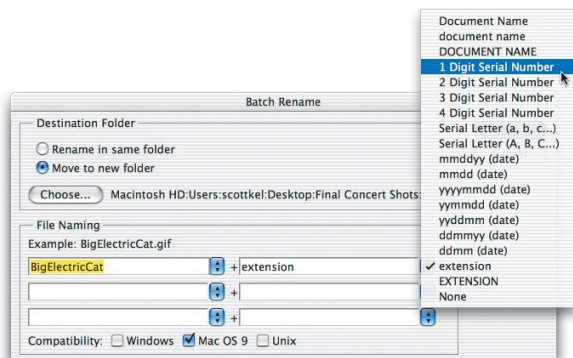 Document Name
document name
DOCUMENT NAME
1 Digit Serial Number
2 Digit Serial Number
3 Digit Serial Number
4 Digit Serial Number
Serial Letter (a, b, c...)
Serial Letter (A, B, C...)
mmddyy (date)
mmdd (date)
yyyymmdd (date)
yymmdd (date)
yyddmm (date)
ddmmyy (date)
ddmm (date)
✓ extension
EXTENSION
None
Batch Rename
Destination Folder
Rename in same folder
Move to new folder
Choose... Macintosh HD:Users:scottkel:Desktop:Final Concert Shots:
File Naming
Example: BigElectricCat.gif
BigElectricCat + extension
+
+
Compatibility: Windows Mac OS 9 Unix